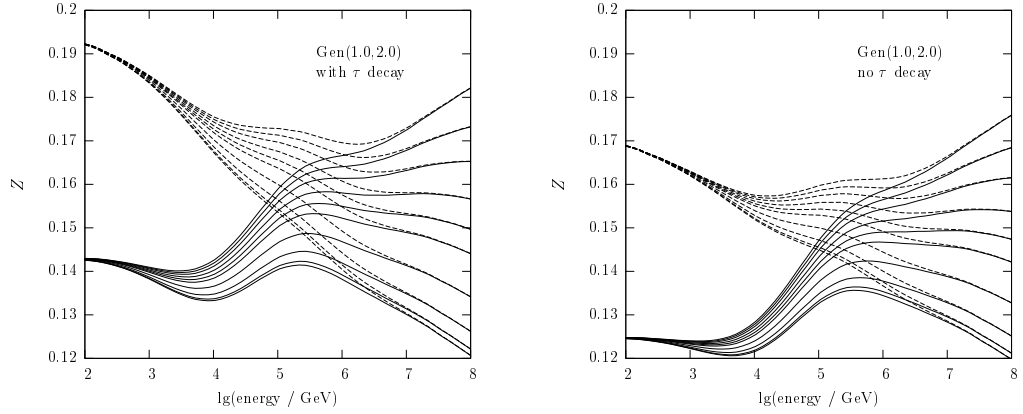 0.2
0.19
0.18
0.17
0.16
0.15
0.14
0.13
0.12
Z
Gen(1.0,2.0)
with τ decay
2 3 4 5 6 7 8
lg(energy / GeV)
0.2
0.19
0.18
0.17
0.16
0.15
0.14
0.13
0.12
Z
Gen(1.0,2.0)
no τ decay
2 3 4 5 6 7 8
lg(energy / GeV)